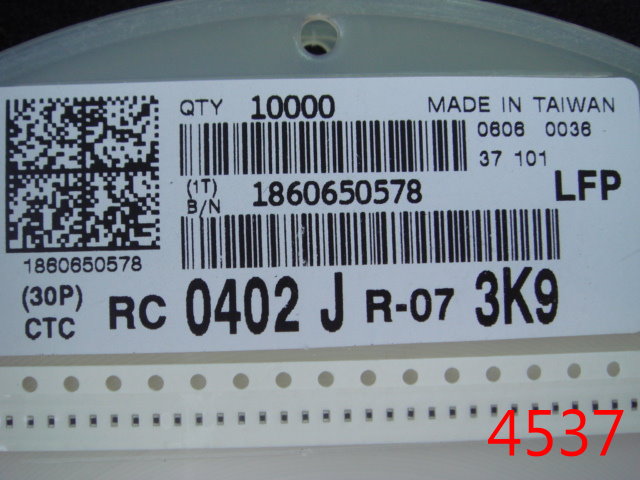 QTY 10000 MADE IN TAIWAN
0606 0036
37 101
(1T)
B/N 1860650578 LFP
1860650578
(30P)
CTC RC 0402 J R-07 3K9
4537